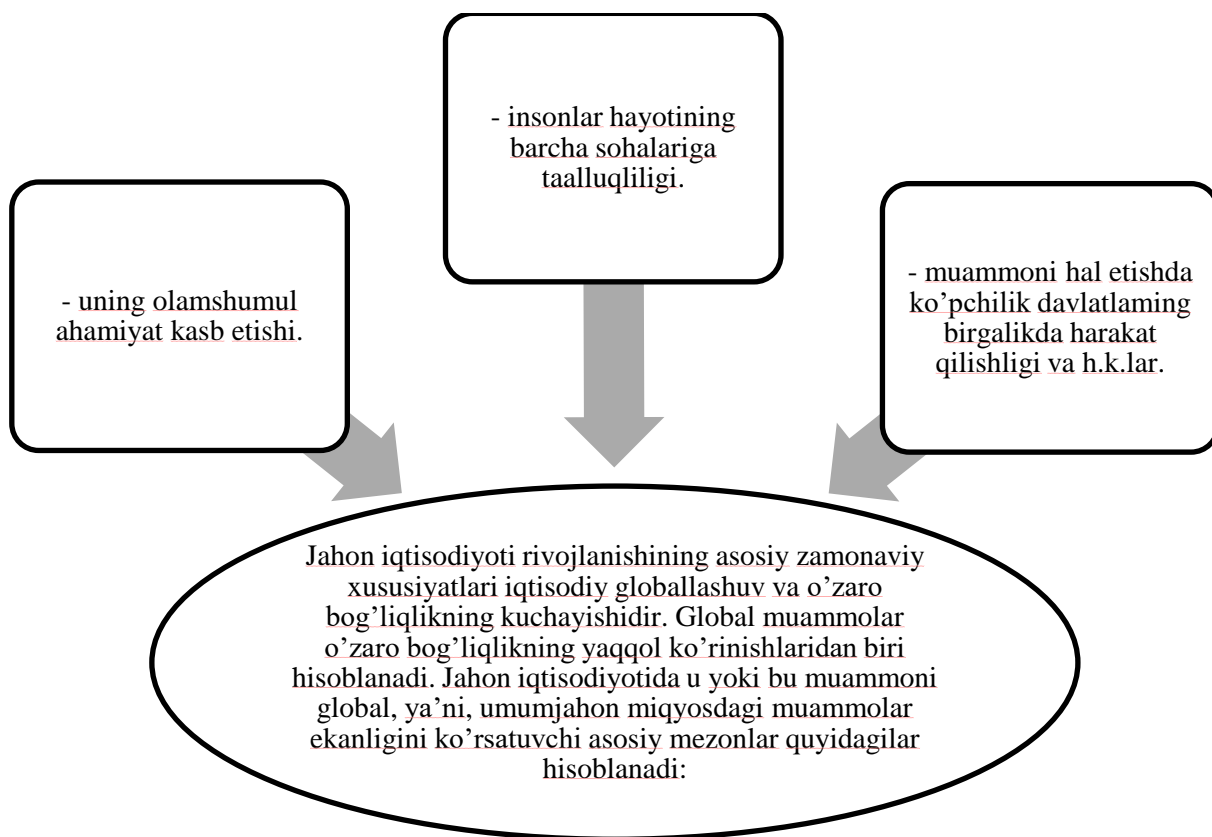 - insonlar hayotining
barcha sohalariga
taalluqliligi.
- uning olamshumul
ahamiyat kasb etishi.
- muammoni hal etishda
ko’pchilik davlatlaming
birgalikda harakat
qilishligi va h.k.lar.
Jahon iqtisodiyoti rivojlanishining asosiy zamonaviy
xususiyatlari iqtisodiy globallashuv va o’zaro
bog’liqlikning kuchayishidir. Global muammolar
o’zaro bog’liqlikning yaqqol ko’rinishlaridan biri
hisoblanadi. Jahon iqtisodiyotida u yoki bu muammoni
global, ya’ni, umumjahon miqyosdagi muammolar
ekanligini ko’rsatuvchi asosiy mezonlar quyidagilar
hisoblanadi: